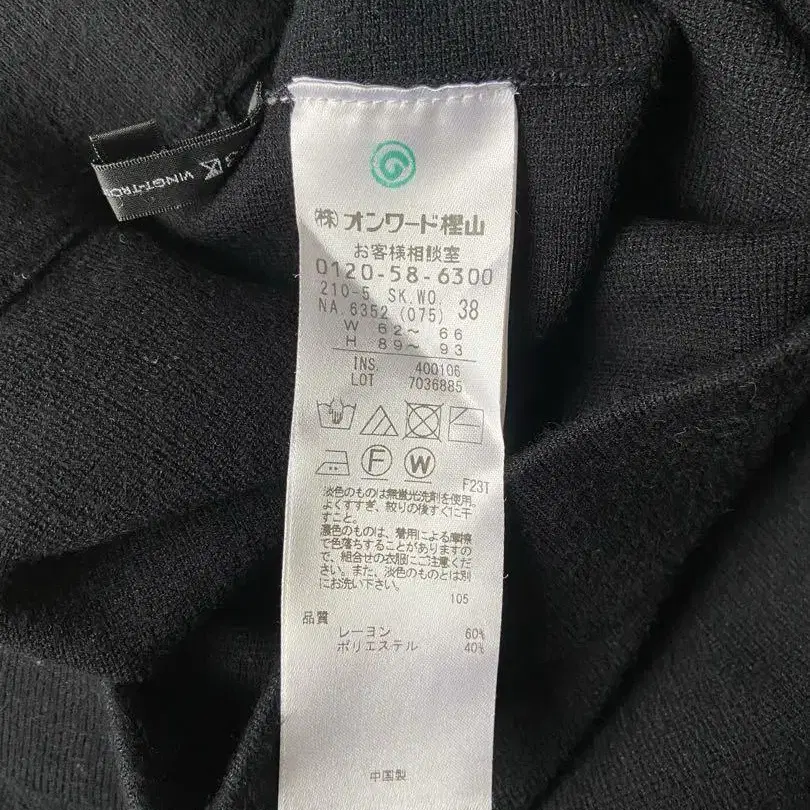 VINGT-TRO
㈱オンワード樫山
お客様相談室
0120-58-6300
210-5 SK.WO. 38
NA.6352 (075)
W 62~ 66
H 89~ 93
INS. 400106
LOT 7036885
F W
F23T
淡色のものは無蛍光洗剤を使用。
よくすすぎ、絞りの後すぐに干
すこと。
濃色のものは、着用による摩擦
で色落ちすることがありますの
で、組合せの衣服にご注意くだ
さい。また、淡色のものとは別
にお洗い下さい。
105
品質
レーヨン 60%
ポリエステル 40%
中国製